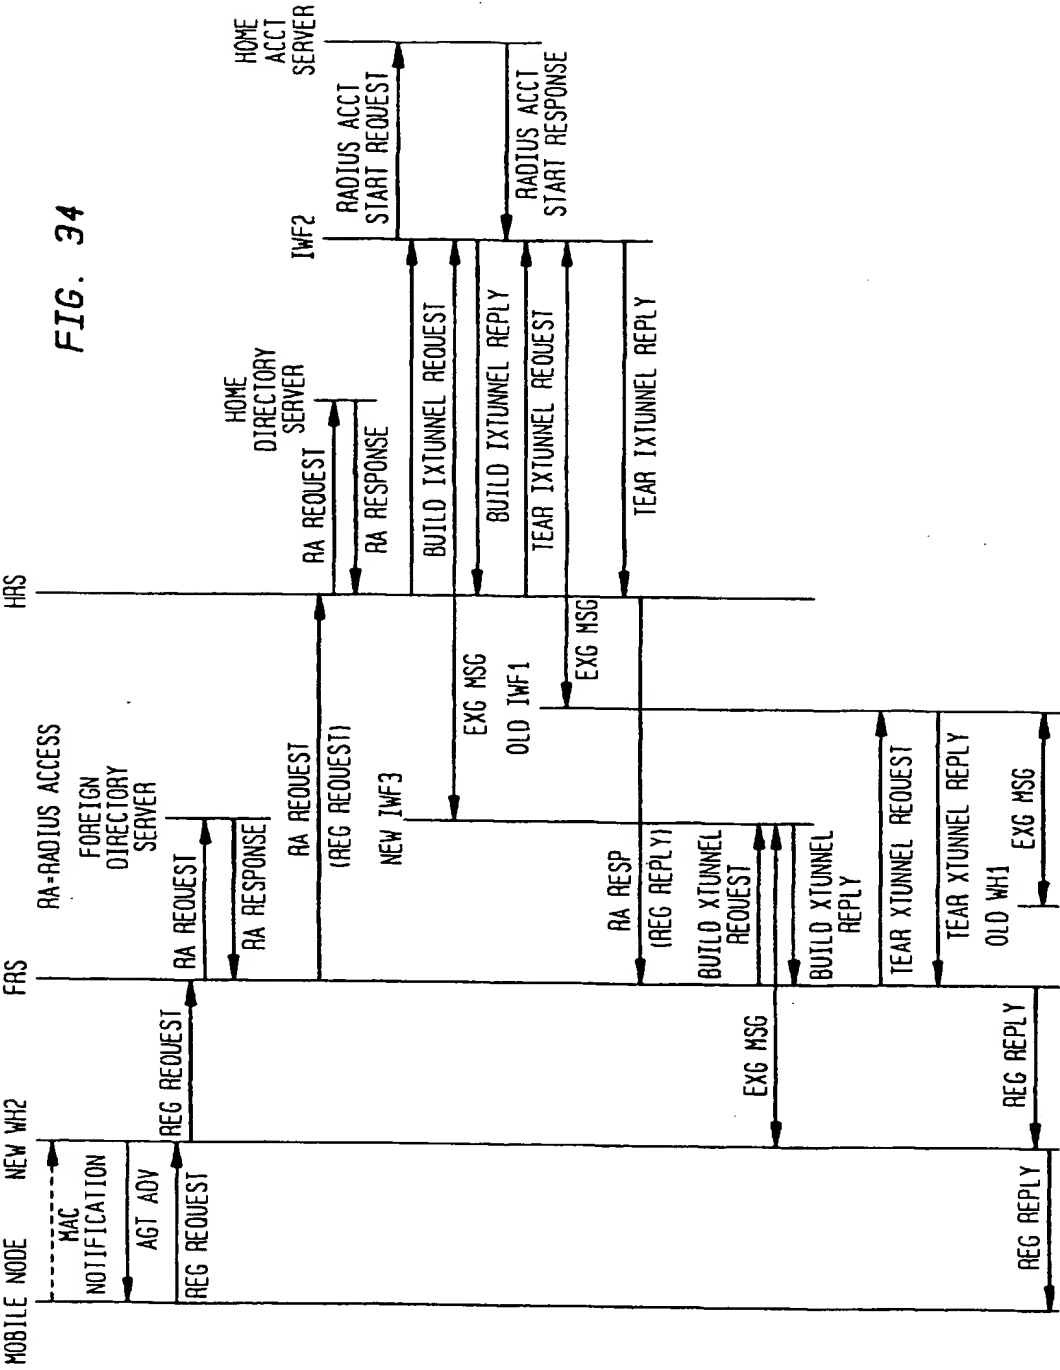 FIG. 34
RA=RADIUS ACCESS
MOBILE NODE
NEW WH2
FRS
FOREIGN
DIRECTORY
SERVER
HRS
HOME
DIRECTORY
SERVER
IWF2
HOME
ACCT
SERVER
MAC
NOTIFICATION
AGT ADV
REG REQUEST
REG REQUEST
RA REQUEST
RA RESPONSE
RA REQUEST
(REG REQUEST)
RA REQUEST
RA RESPONSE
RADIUS ACCT
START REQUEST
BUILD IXTUNNEL REQUEST
NEW IWF3
EXG MSG
BUILD IXTUNNEL REPLY
RADIUS ACCT
START RESPONSE
TEAR IXTUNNEL REQUEST
OLD IWF1
EXG MSG
TEAR IXTUNNEL REPLY
RA RESP
(REG REPLY)
BUILD XTUNNEL
REQUEST
EXG MSG
BUILD XTUNNEL
REPLY
TEAR XTUNNEL REQUEST
TEAR XTUNNEL REPLY
OLD WH1
EXG MSG
REG REPLY
REG REPLY